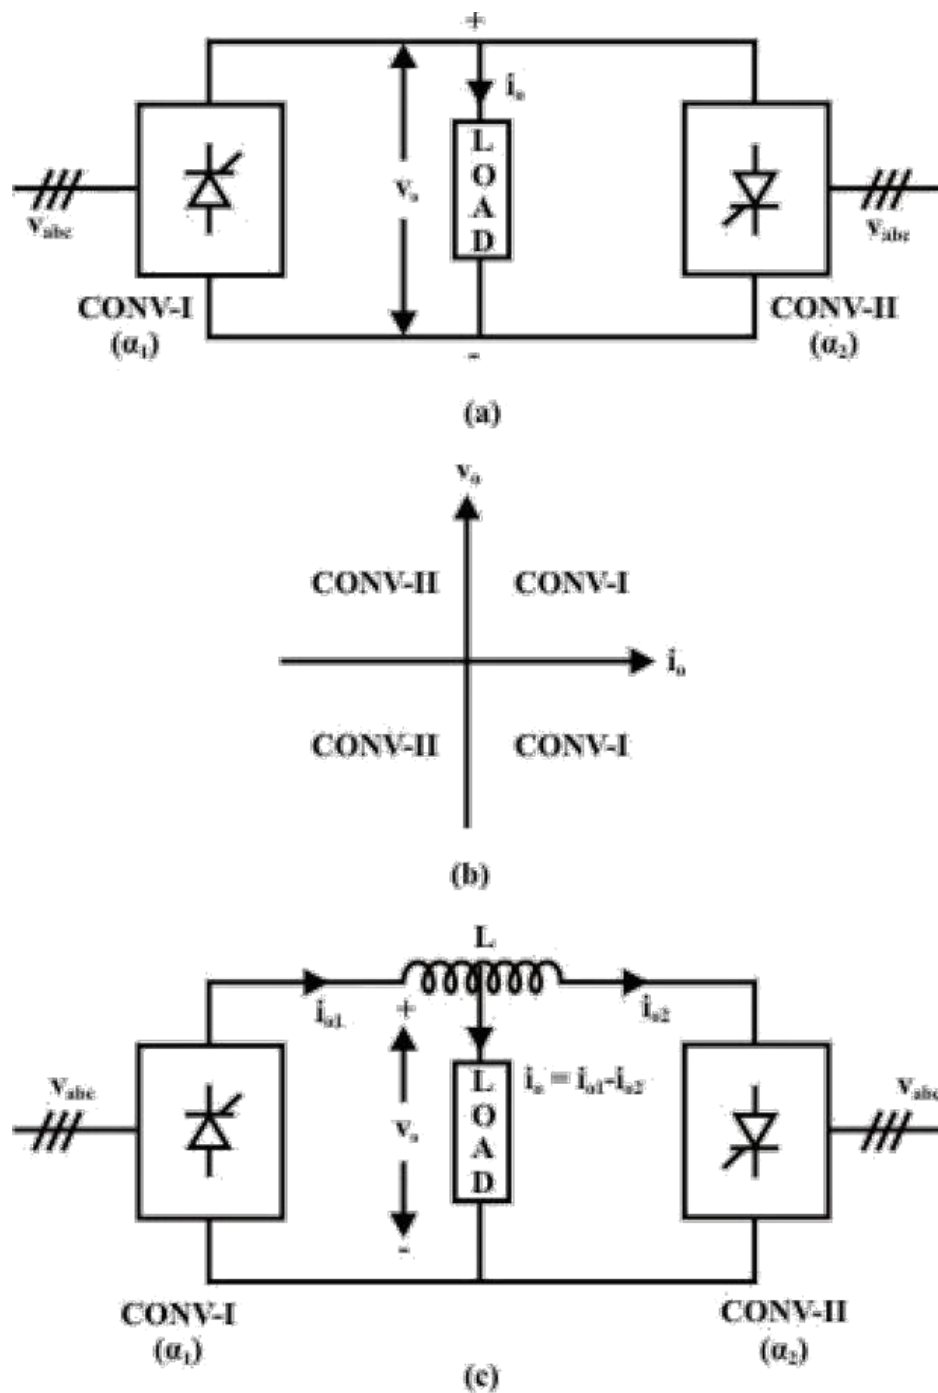 +
i₀
L
O
A
D
v₀
v_abc
v_abc
CONV-I
(α₁)
CONV-II
(α₂)
-
(a)
v₀
CONV-II CONV-I
i₀
CONV-II CONV-I
(b)
L
i₀₁
i₀₂
+
i₀ = i₀₁-i₀₂
L
O
A
D
v₀
v_abc
v_abc
-
CONV-I
(α₁)
CONV-II
(α₂)
(c)